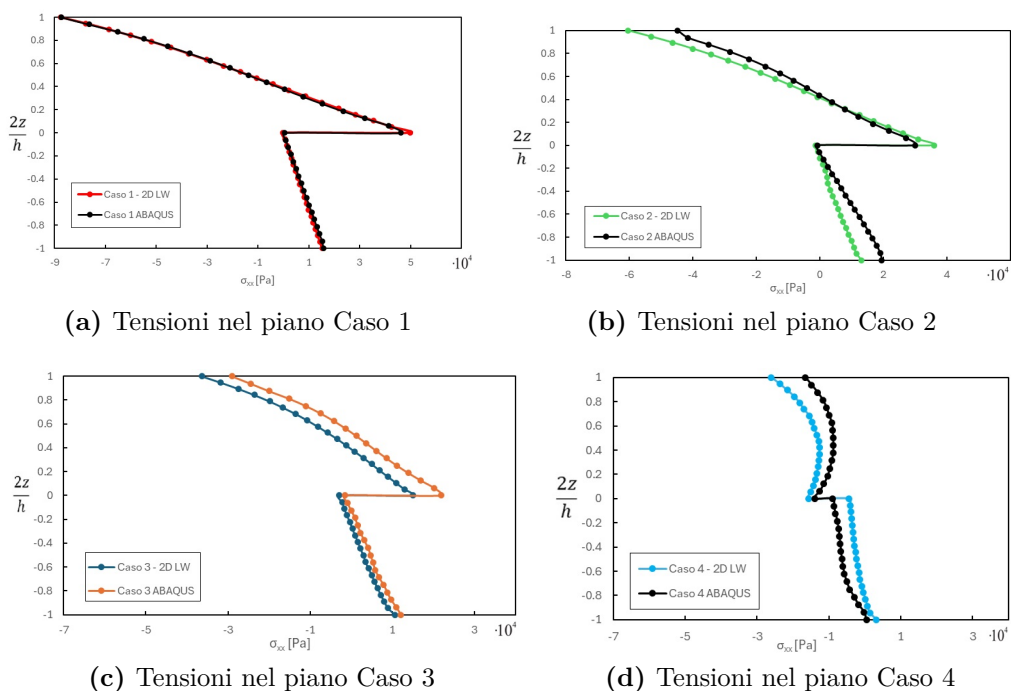 1
0.8
0.6
0.4
0.2
2z/h
0
-0.2
-0.4
-0.6
-0.8
-1
Caso 1 - 2D LW
Caso 1 ABAQUS
-9 -7 -5 -3 -1 1 3 5 ·10⁴
σxx [Pa]
(a) Tensioni nel piano Caso 1
1
0.8
0.6
0.4
0.2
2z/h
0
-0.2
-0.4
-0.6
-0.8
-1
Caso 2 - 2D LW
Caso 2 ABAQUS
-8 -6 -4 -2 0 2 4 6 ·10⁴
σxx [Pa]
(b) Tensioni nel piano Caso 2
1
0.8
0.6
0.4
0.2
2z/h
0
-0.2
-0.4
-0.6
-0.8
-1
Caso 3 - 2D LW
Caso 3 ABAQUS
-7 -5 -3 -1 1 3 ·10⁴
σxx [Pa]
(c) Tensioni nel piano Caso 3
1
0.8
0.6
0.4
0.2
2z/h
0
-0.2
-0.4
-0.6
-0.8
-1
Caso 4 - 2D LW
Caso 4 ABAQUS
-7 -5 -3 -1 1 3 ·10⁴
σxx [Pa]
(d) Tensioni nel piano Caso 4